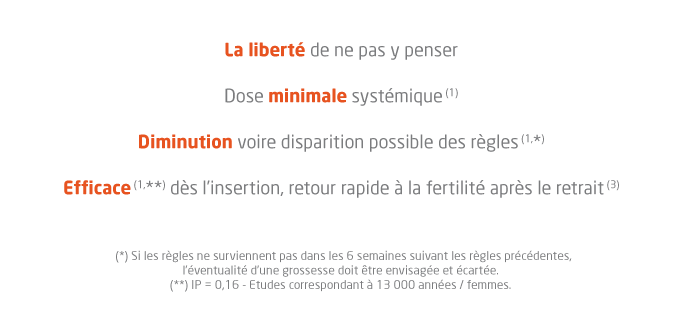 La liberté de ne pas y penser
Dose minimale systémique (1)
Diminution voire disparition possible des règles (1,*)
Efficace (1,**) dès l'insertion, retour rapide à la fertilité après le retrait (3)
(*) Si les règles ne surviennent pas dans les 6 semaines suivant les règles précédentes,
l'éventualité d'une grossesse doit être envisagée et écartée.
(**) IP = 0,16 - Etudes correspondant à 13 000 années / femmes.